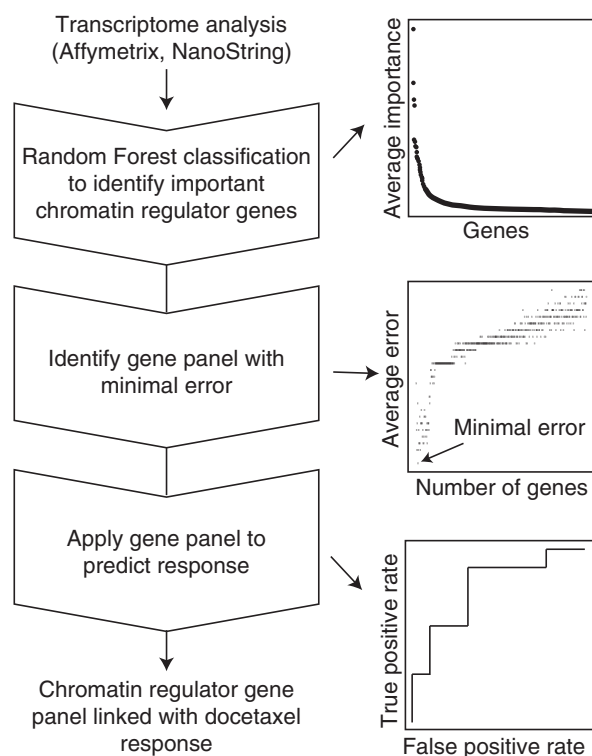 Transcriptome analysis
(Affymetrix, NanoString)
Random Forest classification
to identify important
chromatin regulator genes
Average importance
Genes
Identify gene panel with
minimal error
Average error
Minimal error
Number of genes
Apply gene panel to
predict response
True positive rate
False positive rate
Chromatin regulator gene
panel linked with docetaxel
response